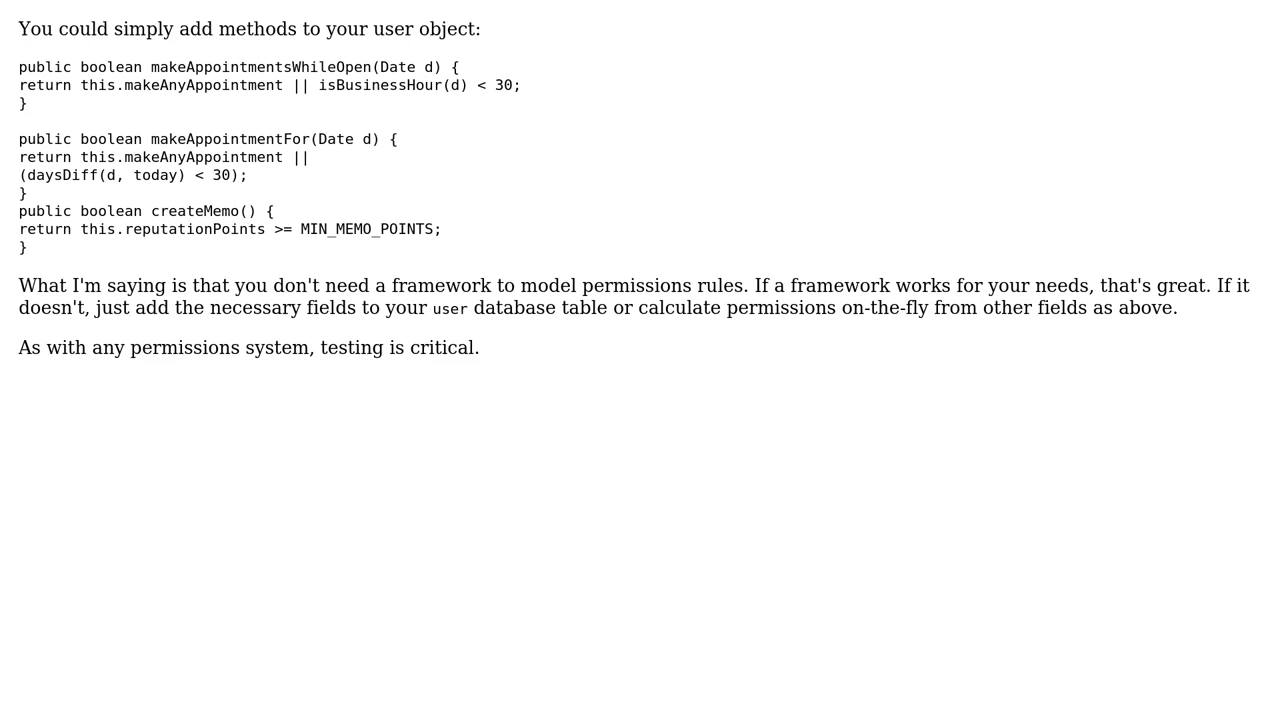 You could simply add methods to your user object:
public boolean makeAppointmentsWhileOpen(Date d) {
return this.makeAnyAppointment || isBusinessHour(d) < 30;
}
public boolean makeAppointmentFor(Date d) {
return this.makeAnyAppointment ||
(daysDiff(d, today) < 30);
}
public boolean createMemo() {
return this.reputationPoints >= MIN_MEMO_POINTS;
}
What I'm saying is that you don't need a framework to model permissions rules. If a framework works for your needs, that's great. If it
doesn't, just add the necessary fields to your user database table or calculate permissions on-the-fly from other fields as above.
As with any permissions system, testing is critical.